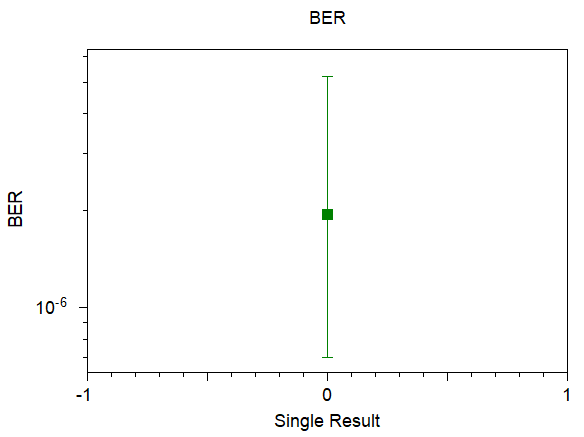 BER
BER
10⁻⁶
-1 0 1
Single Result